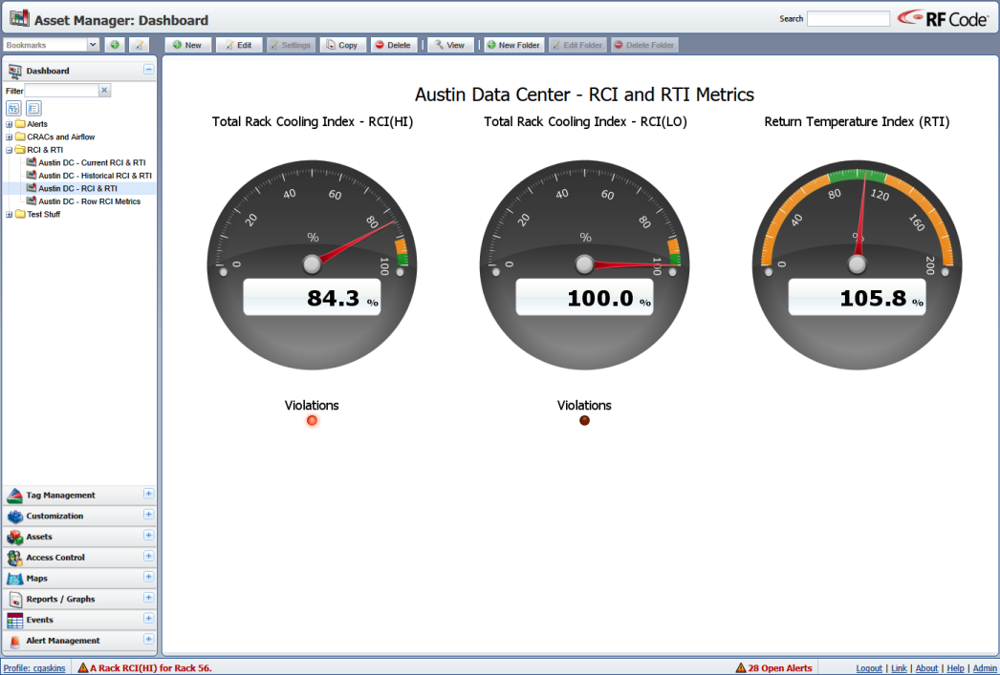 Asset Manager: Dashboard
Search
RF Code
Bookmarks
New
Edit
Settings
Copy
Delete
View
New Folder
Edit Folder
Delete Folder
Dashboard
Filter
Alerts
CRACs and Airflow
RCI & RTI
Austin DC - Current RCI & RTI
Austin DC - Historical RCI & RTI
Austin DC - RCI & RTI
Austin DC - Row RCI Metrics
Test Stuff
Tag Management
Customization
Assets
Access Control
Maps
Reports / Graphs
Events
Alert Management
Austin Data Center - RCI and RTI Metrics
Total Rack Cooling Index - RCI(HI)
0 20 40 60 80 100
%
84.3 %
Violations
Total Rack Cooling Index - RCI(LO)
0 20 40 60 80 100
%
100.0 %
Violations
Return Temperature Index (RTI)
0 40 80 120 160 200
%
105.8 %
Profile: cgaskins
A Rack RCI(HI) for Rack 56.
28 Open Alerts
Logout | Link | About | Help | Admin